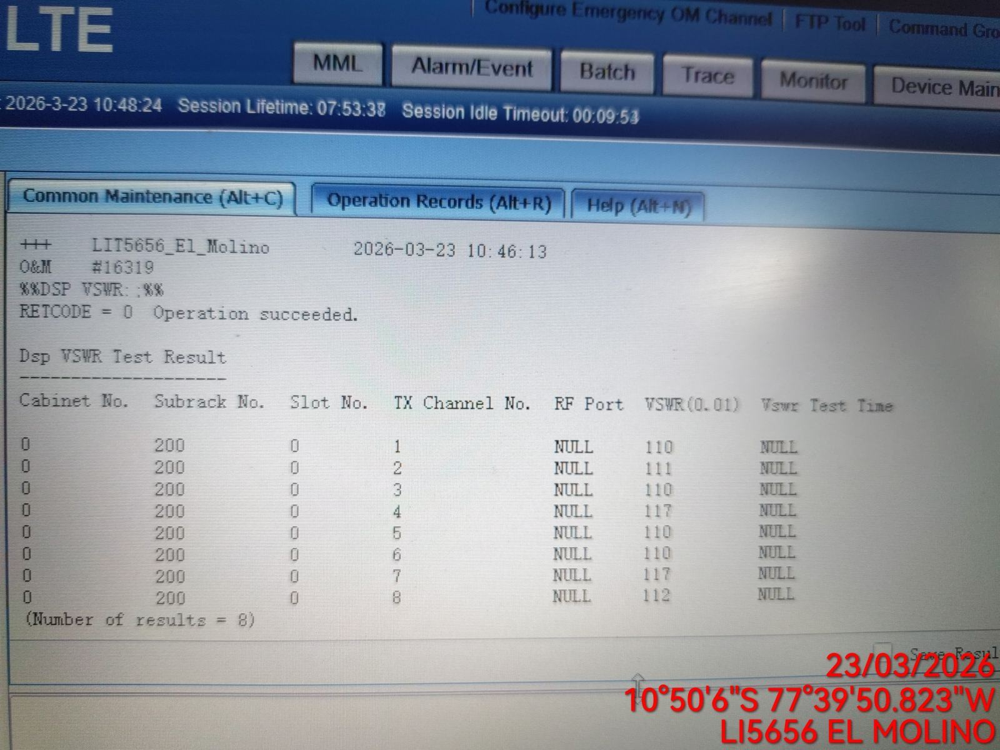 LTE
Configure Emergency OM Channel | FTP Tool | Command Gro
MML Alarm/Event Batch Trace Monitor Device Main
: 2026-3-23 10:48:24 Session Lifetime: 07:53:38 Session Idle Timeout:
Common Maintenance (Alt+C) Operation Records (Alt+R) Help (Alt+N)
+++ LIT5656_El_Molino 2026-03-23 10:46:13
O&M #16319
%%DSP VSWR:;%%
RETCODE = 0 Operation succeeded.
Dsp VSWR Test Result
--------------------
Cabinet No. Subrack No. Slot No. TX Channel No. RF Port VSWR(0.01) Vswr Test Time
0 200 0 1 NULL 110 NULL
0 200 0 2 NULL 111 NULL
0 200 0 3 NULL 110 NULL
0 200 0 4 NULL 117 NULL
0 200 0 5 NULL 110 NULL
0 200 0 6 NULL 110 NULL
0 200 0 7 NULL 117 NULL
0 200 0 8 NULL 112 NULL
(Number of results = 8)
Save Resul
23/03/2026
10°50'6"S 77°39'50.823"W
LI5656 EL MOLINO